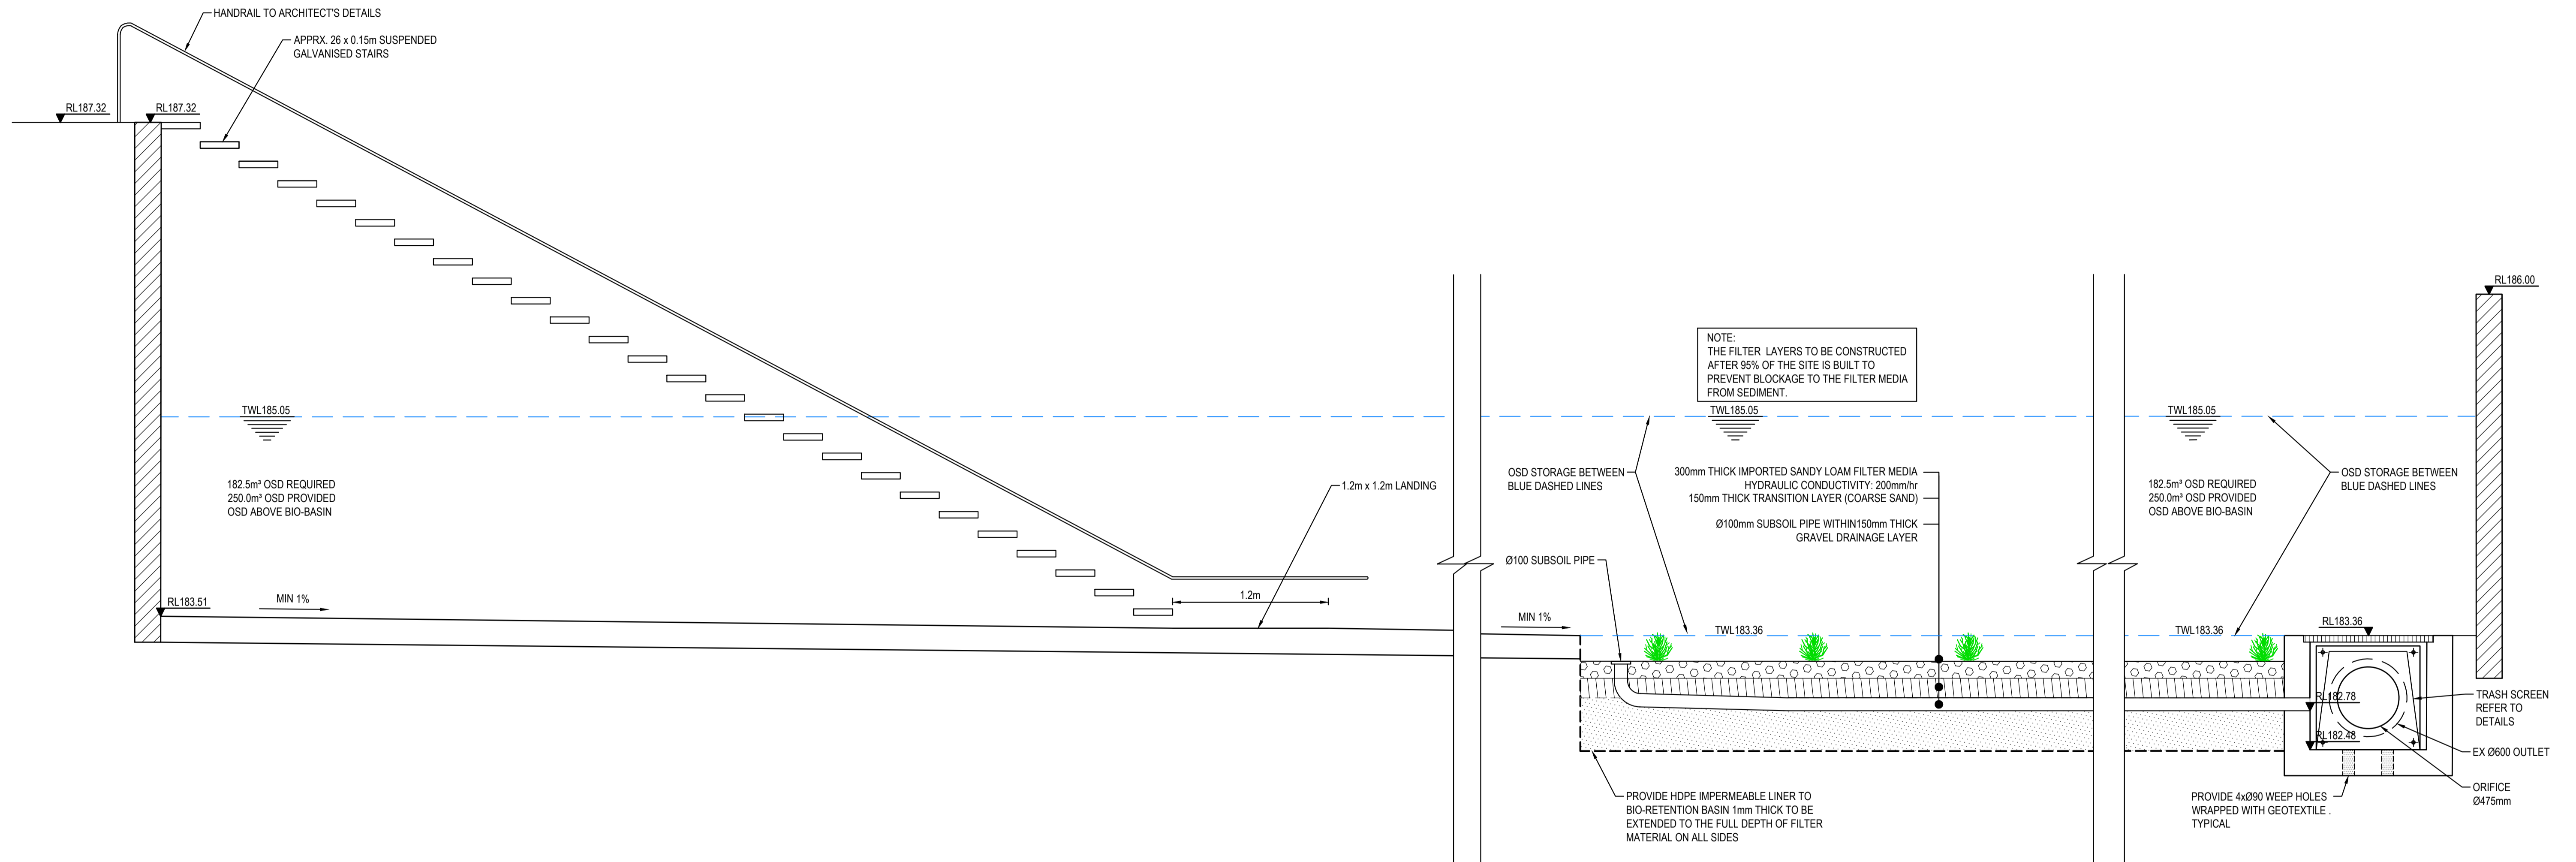 HANDRAIL TO ARCHITECT'S DETAILS
APPRX. 26 x 0.15m SUSPENDED
GALVANISED STAIRS
RL187.32
RL187.32
TWL185.05
182.5m³ OSD REQUIRED
250.0m³ OSD PROVIDED
OSD ABOVE BIO-BASIN
RL183.51
MIN 1%
1.2m x 1.2m LANDING
1.2m
NOTE:
THE FILTER LAYERS TO BE CONSTRUCTED
AFTER 95% OF THE SITE IS BUILT TO
PREVENT BLOCKAGE TO THE FILTER MEDIA
FROM SEDIMENT.
TWL185.05
OSD STORAGE BETWEEN
BLUE DASHED LINES
300mm THICK IMPORTED SANDY LOAM FILTER MEDIA
HYDRAULIC CONDUCTIVITY: 200mm/hr
150mm THICK TRANSITION LAYER (COARSE SAND)
Ø100mm SUBSOIL PIPE WITHIN150mm THICK
GRAVEL DRAINAGE LAYER
Ø100 SUBSOIL PIPE
MIN 1%
TWL183.36
PROVIDE HDPE IMPERMEABLE LINER TO
BIO-RETENTION BASIN 1mm THICK TO BE
EXTENDED TO THE FULL DEPTH OF FILTER
MATERIAL ON ALL SIDES
RL186.00
TWL185.05
182.5m³ OSD REQUIRED
250.0m³ OSD PROVIDED
OSD ABOVE BIO-BASIN
OSD STORAGE BETWEEN
BLUE DASHED LINES
TWL183.36
RL183.36
RL182.78
RL182.48
TRASH SCREEN
REFER TO
DETAILS
EX Ø600 OUTLET
ORIFICE
Ø475mm
PROVIDE 4xØ90 WEEP HOLES
WRAPPED WITH GEOTEXTILE .
TYPICAL